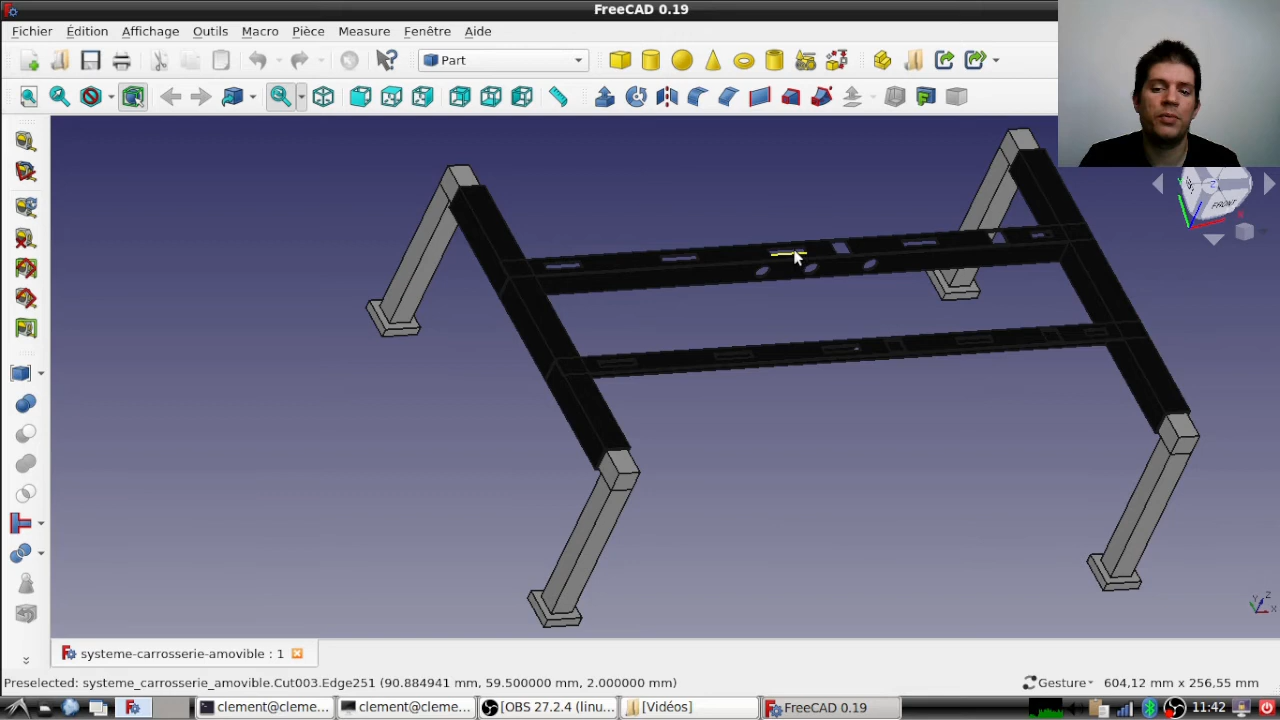 FreeCAD 0.19
Fichier Édition Affichage Outils Macro Pièce Measure Fenêtre Aide
Part
FRONT
Z
X
Y
systeme-carrosserie-amovible : 1
Preselected: systeme_carrosserie_amovible.Cut003.Edge251 (90.884941 mm, 59.500000 mm, 2.000000 mm)
Gesture
604,12 mm x 256,55 mm
clement@cleme...
clement@cleme...
[OBS 27.2.4 (linu...
[Vidéos]
FreeCAD 0.19
11:42